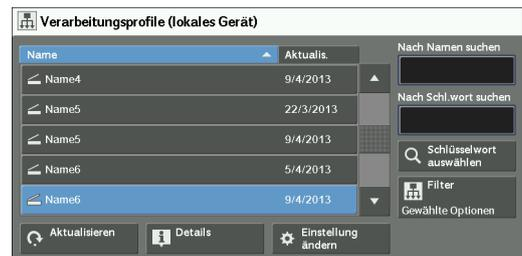 Verarbeitungsprofile (lokales Gerät)
Name Aktualis.
Name4 9/4/2013
Name5 22/3/2013
Name5 9/4/2013
Name6 5/4/2013
Name6 9/4/2013
Nach Namen suchen
Nach Schl.wort suchen
Schlüsselwort
auswählen
Filter
Gewählte Optionen
Aktualisieren
Details
Einstellung
ändern